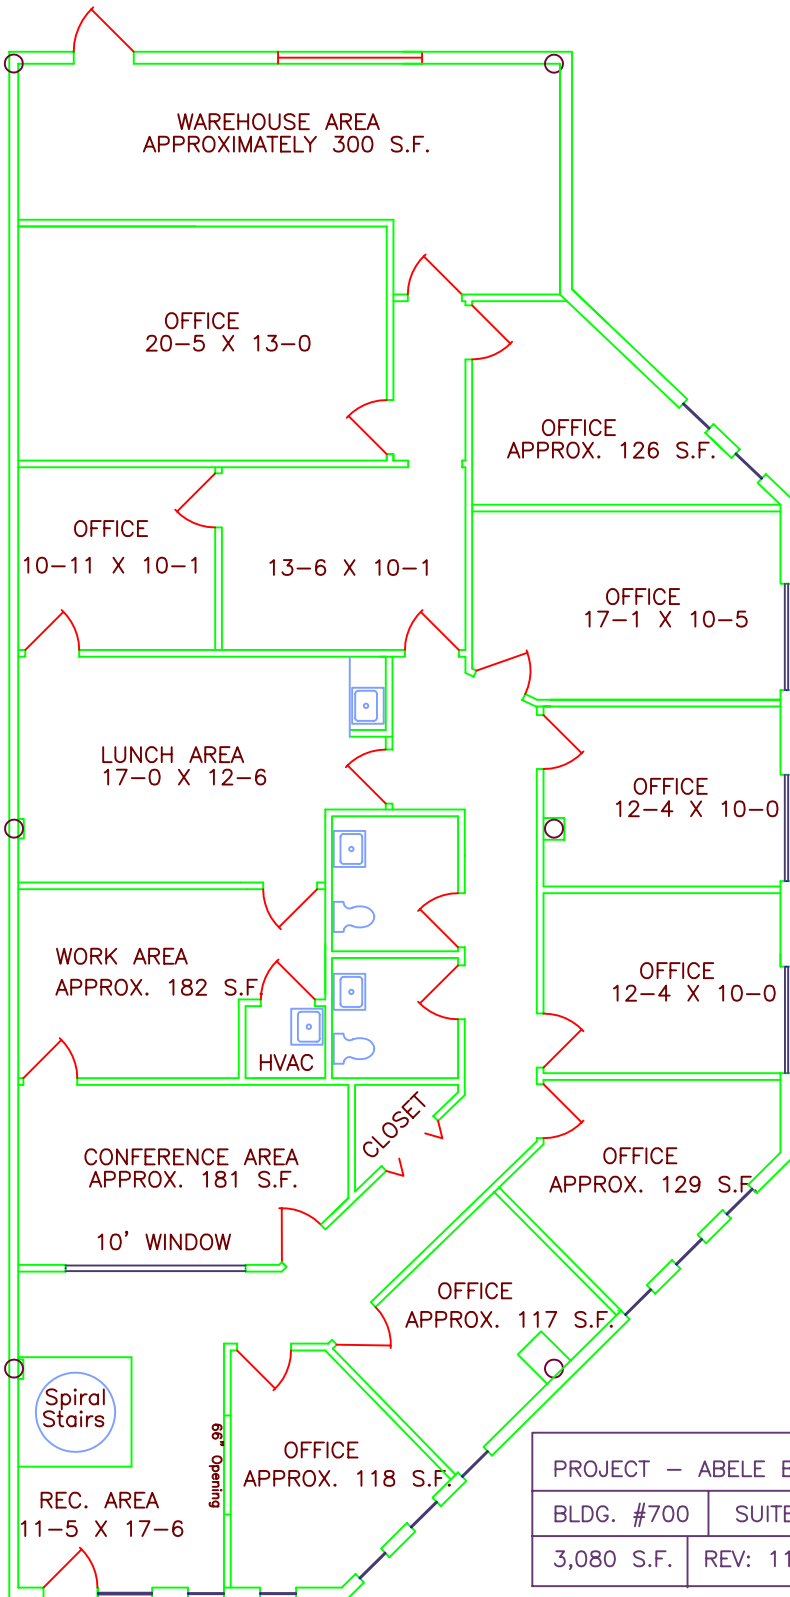 WAREHOUSE AREA
APPROXIMATELY 300 S.F.
OFFICE
20-5 X 13-0
OFFICE
APPROX. 126 S.F.
OFFICE
10-11 X 10-1
13-6 X 10-1
OFFICE
17-1 X 10-5
LUNCH AREA
17-0 X 12-6
OFFICE
12-4 X 10-0
WORK AREA
APPROX. 182 S.F.
OFFICE
12-4 X 10-0
HVAC
CLOSET
CONFERENCE AREA
APPROX. 181 S.F.
OFFICE
APPROX. 129 S.F.
10' WINDOW
OFFICE
APPROX. 117 S.F.
Spiral
Stairs
66" Opening
OFFICE
APPROX. 118 S.F.
REC. AREA
11-5 X 17-6
PROJECT - ABELE
BLDG. #700
SUITE
3,080 S.F.
REV: 11